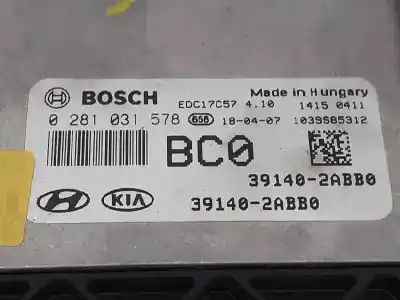 BOSCH EDC17C57 4.10 Made in Hungary
1415 0411
0 281 031 578 656 18-04-07 1039S85312
BC0
39140-2ABB0
KIA 39140-2ABB0